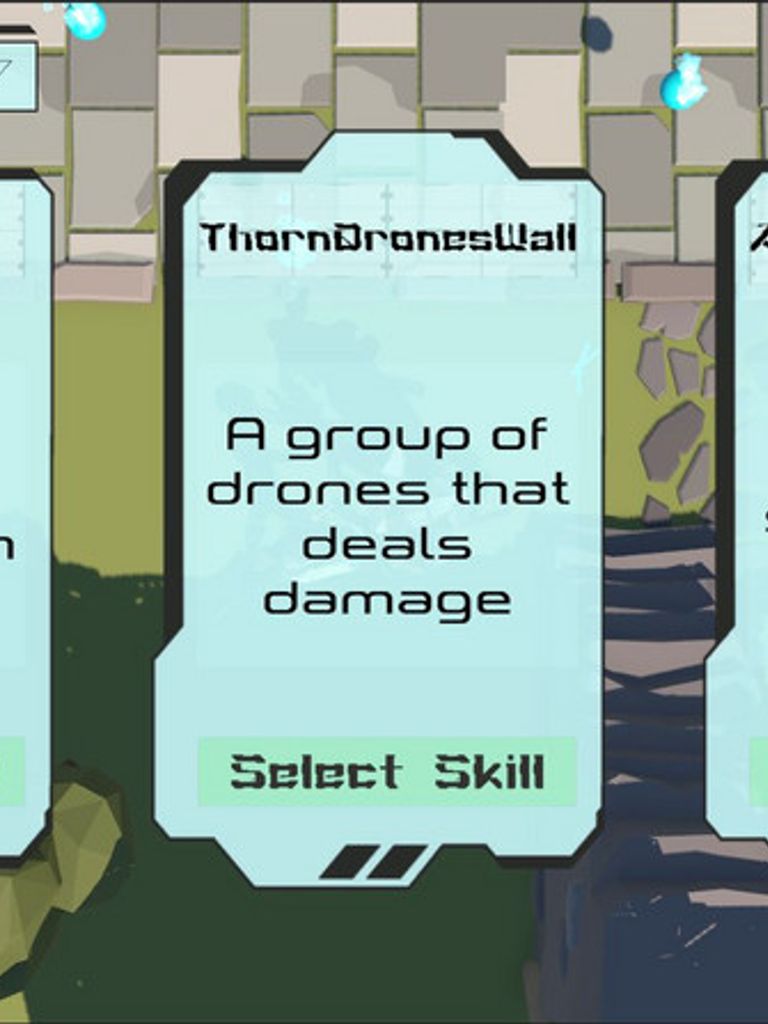 ThornDronesWall
A group of
drones that
deals
damage
Select Skill